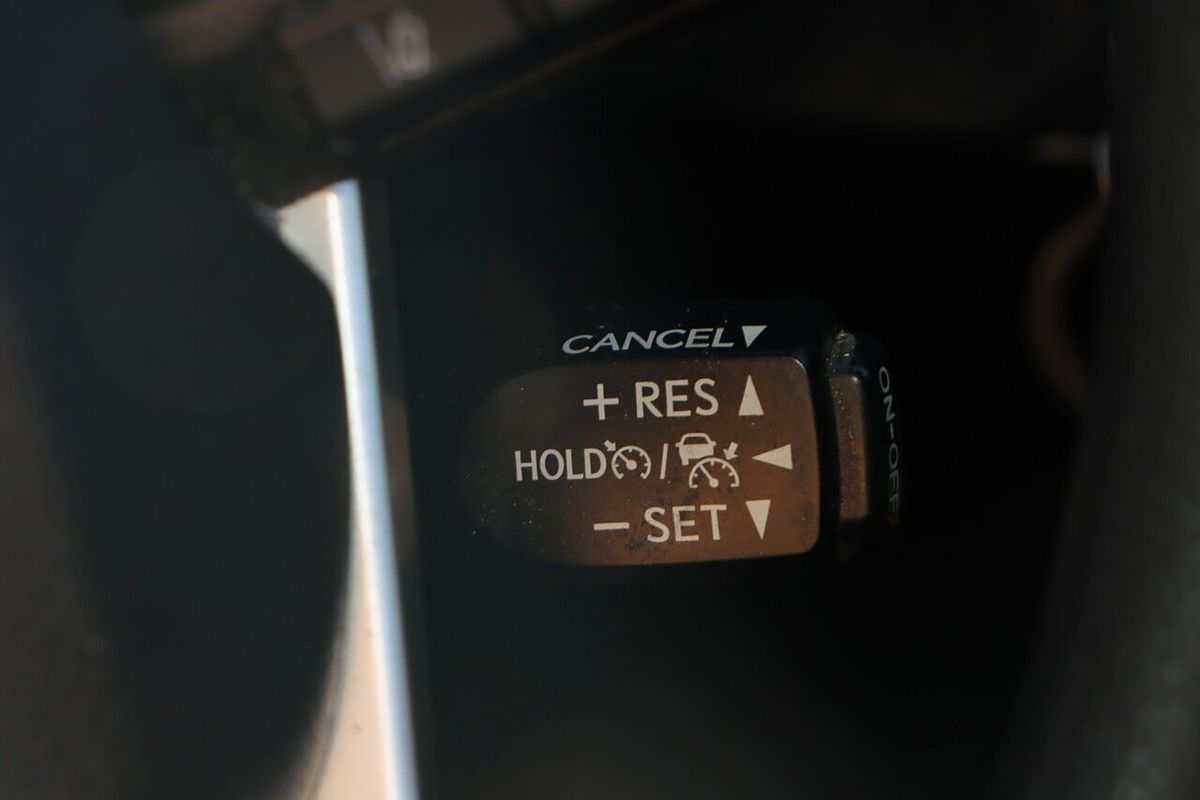 CANCEL▼
+ RES ▲
HOLD / ◀
− SET ▼
ON-OFF